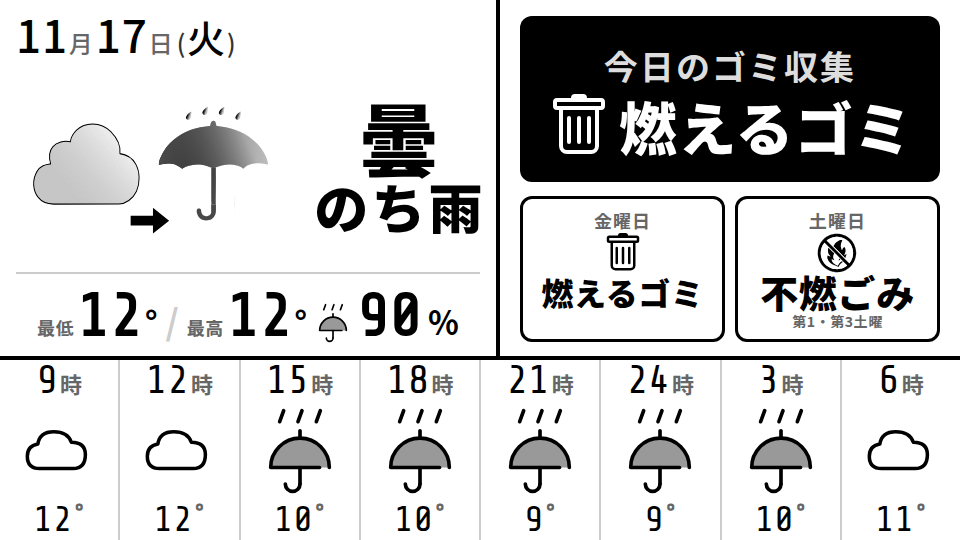 11月17日(火)
曇
のち雨
最低 12° / 最高 12° 90%
今日のゴミ収集
燃えるゴミ
金曜日
燃えるゴミ
土曜日
不燃ごみ
第1・第3土曜
9時 12時 15時 18時 21時 24時 3時 6時
12° 12° 10° 10° 9° 9° 10° 11°